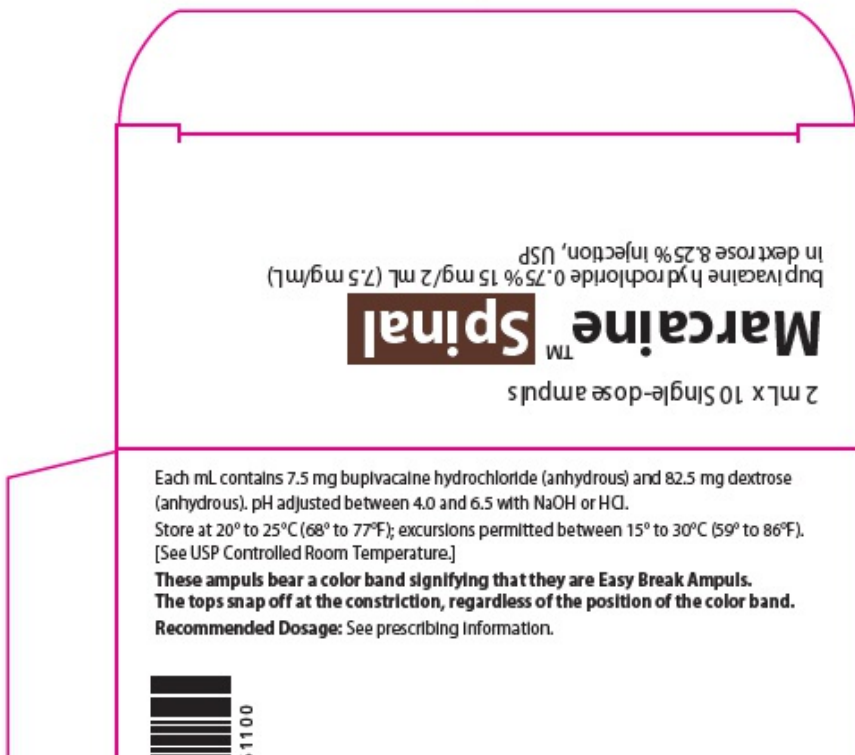 2 mL x 10 Single-dose ampuls
Marcaine™ Spinal
bupivacaine hydrochloride 0.75% 15 mg/2 mL (7.5 mg/mL)
in dextrose 8.25% injection, USP
Each mL contains 7.5 mg bupivacaine hydrochloride (anhydrous) and 82.5 mg dextrose
(anhydrous). pH adjusted between 4.0 and 6.5 with NaOH or HCl.
Store at 20° to 25°C (68° to 77°F); excursions permitted between 15° to 30°C (59° to 86°F).
[See USP Controlled Room Temperature.]
These ampuls bear a color band signifying that they are Easy Break Ampuls.
The tops snap off at the constriction, regardless of the position of the color band.
Recommended Dosage: See prescribing information.
1100